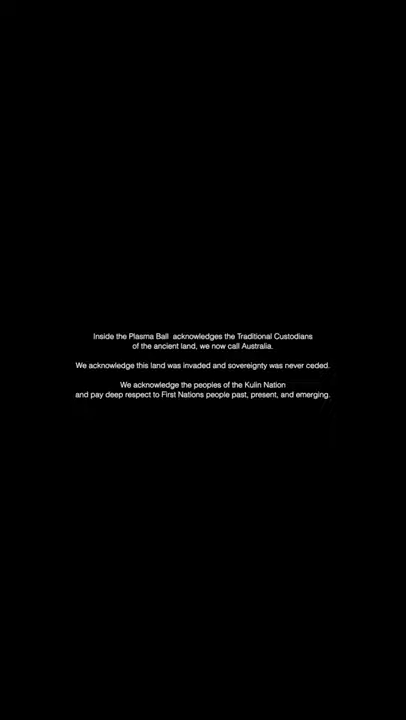 Inside the Plasma Ball  acknowledges the Traditional Custodians
of the ancient land, we now call Australia.
We acknowledge this land was invaded and sovereignty was never ceded.
We acknowledge the peoples of the Kulin Nation
and pay deep respect to First Nations people past, present, and emerging.